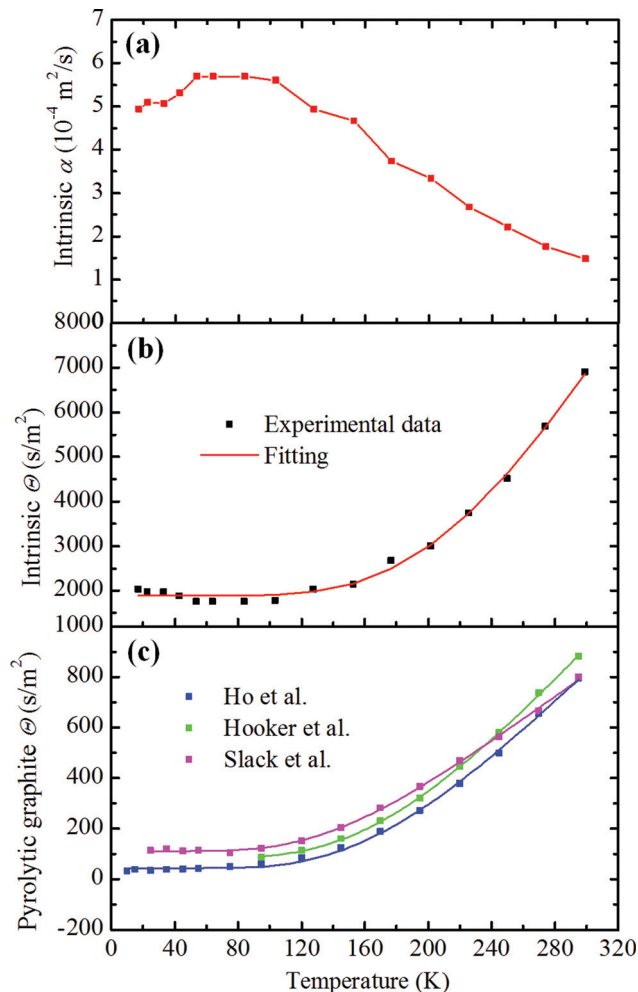 (a)
6
5
4
3
2
1
0
Intrinsic α (10⁻⁴ m²/s)
(b)
8000
7000
6000
5000
4000
3000
2000
1000
Intrinsic Θ (s/m²)
Experimental data
Fitting
(c)
800
600
400
200
0
-200
Pyrolytic graphite Θ (s/m²)
Ho et al.
Hooker et al.
Slack et al.
0 40 80 120 160 200 240 280 320
Temperature (K)